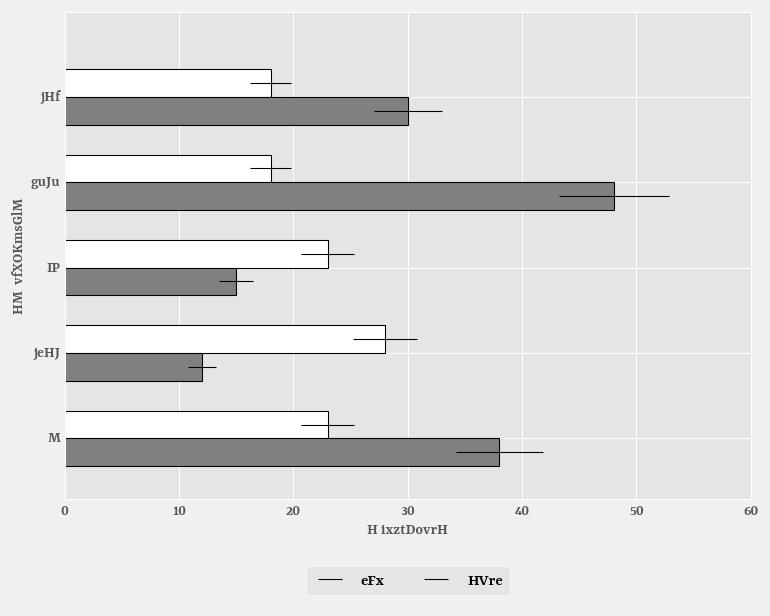 jHf
guJu
IP
jeHJ
M
HM vfXOKmsGlM
0 10 20 30 40 50 60
H ixztDovrH
eFx HVre